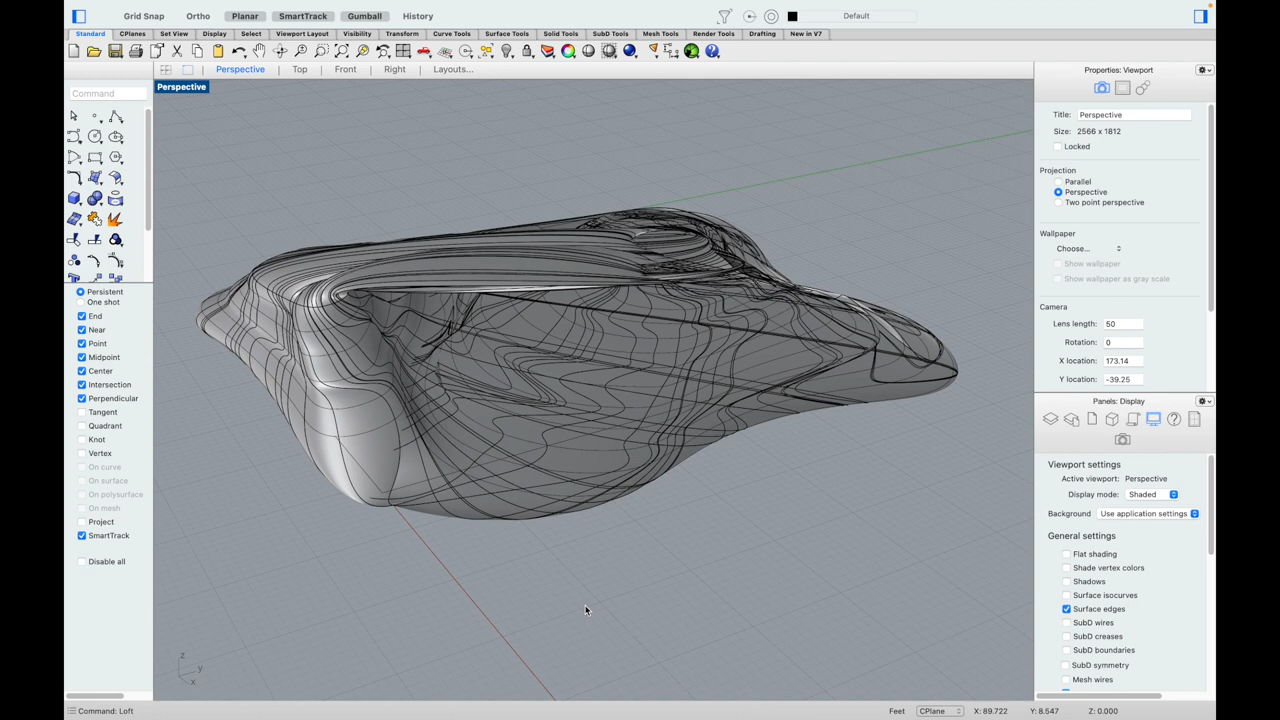 Grid Snap Ortho Planar SmartTrack Gumball History Default
Standard CPlanes Set View Display Select Viewport Layout Visibility Transform Curve Tools Surface Tools Solid Tools SubD Tools Mesh Tools Render Tools Drafting New in V7
Perspective Top Front Right Layouts...
Perspective
Command
Persistent
One shot
End
Near
Point
Midpoint
Center
Intersection
Perpendicular
Tangent
Quadrant
Knot
Vertex
On curve
On surface
On polysurface
On mesh
Project
SmartTrack
Disable all
z
y
x
Properties: Viewport
Title: Perspective
Size: 2566 x 1812
Locked
Projection
Parallel
Perspective
Two point perspective
Wallpaper
Choose...
Show wallpaper
Show wallpaper as gray scale
Camera
Lens length: 50
Rotation: 0
X location: 173.14
Y location: -39.25
Panels: Display
Viewport settings
Active viewport: Perspective
Display mode: Shaded
Background: Use application settings
General settings
Flat shading
Shade vertex colors
Shadows
Surface isocurves
Surface edges
SubD wires
SubD creases
SubD boundaries
SubD symmetry
Mesh wires
Command: Loft Feet CPlane X: 89.722 Y: 8.547 Z: 0.000